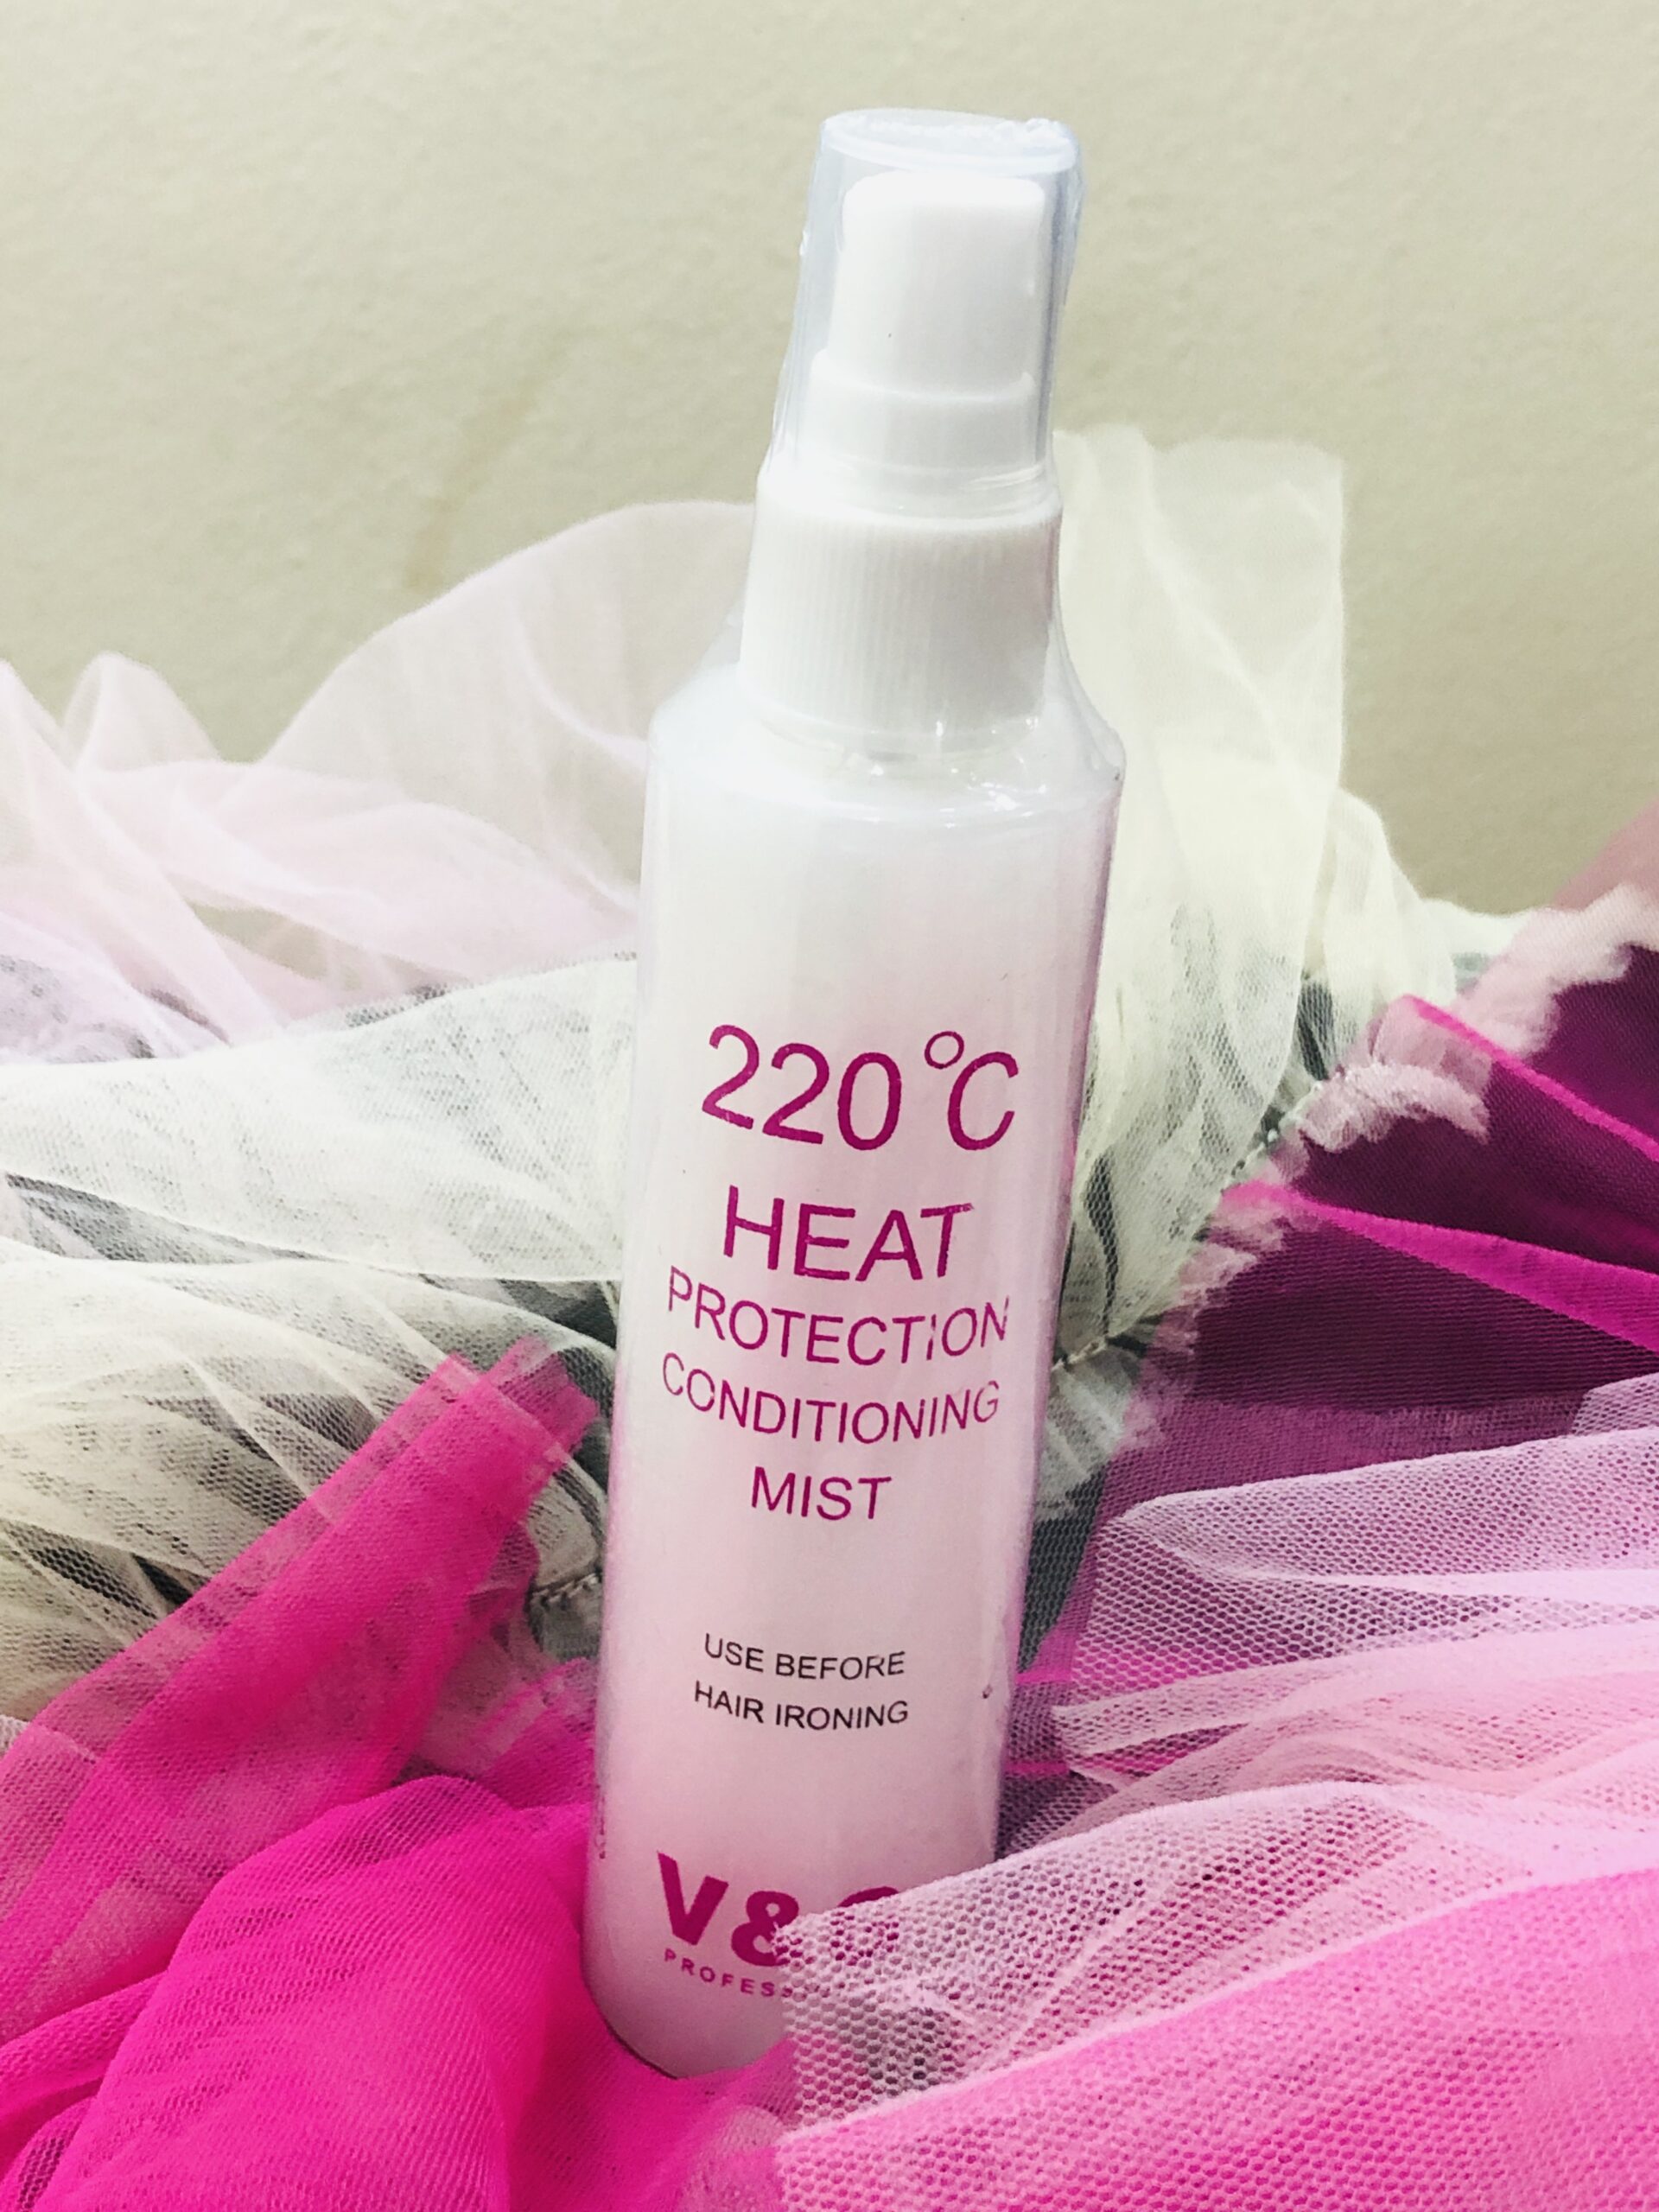 220°C
HEAT
PROTECTION
CONDITIONING
MIST
USE BEFORE
HAIR IRONING
V&